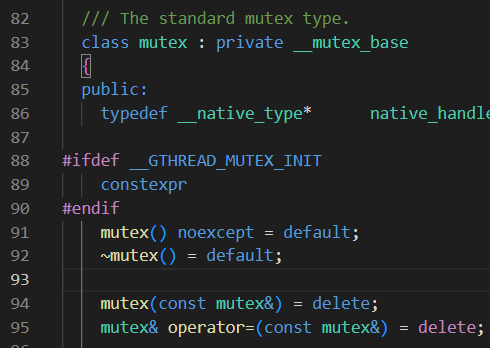 82 /// The standard mutex type.
83 class mutex : private __mutex_base
84 {
85 public:
86 typedef __native_type* native_handle
87
88 #ifdef __GTHREAD_MUTEX_INIT
89 constexpr
90 #endif
91 mutex() noexcept = default;
92 ~mutex() = default;
93
94 mutex(const mutex&) = delete;
95 mutex& operator=(const mutex&) = delete;